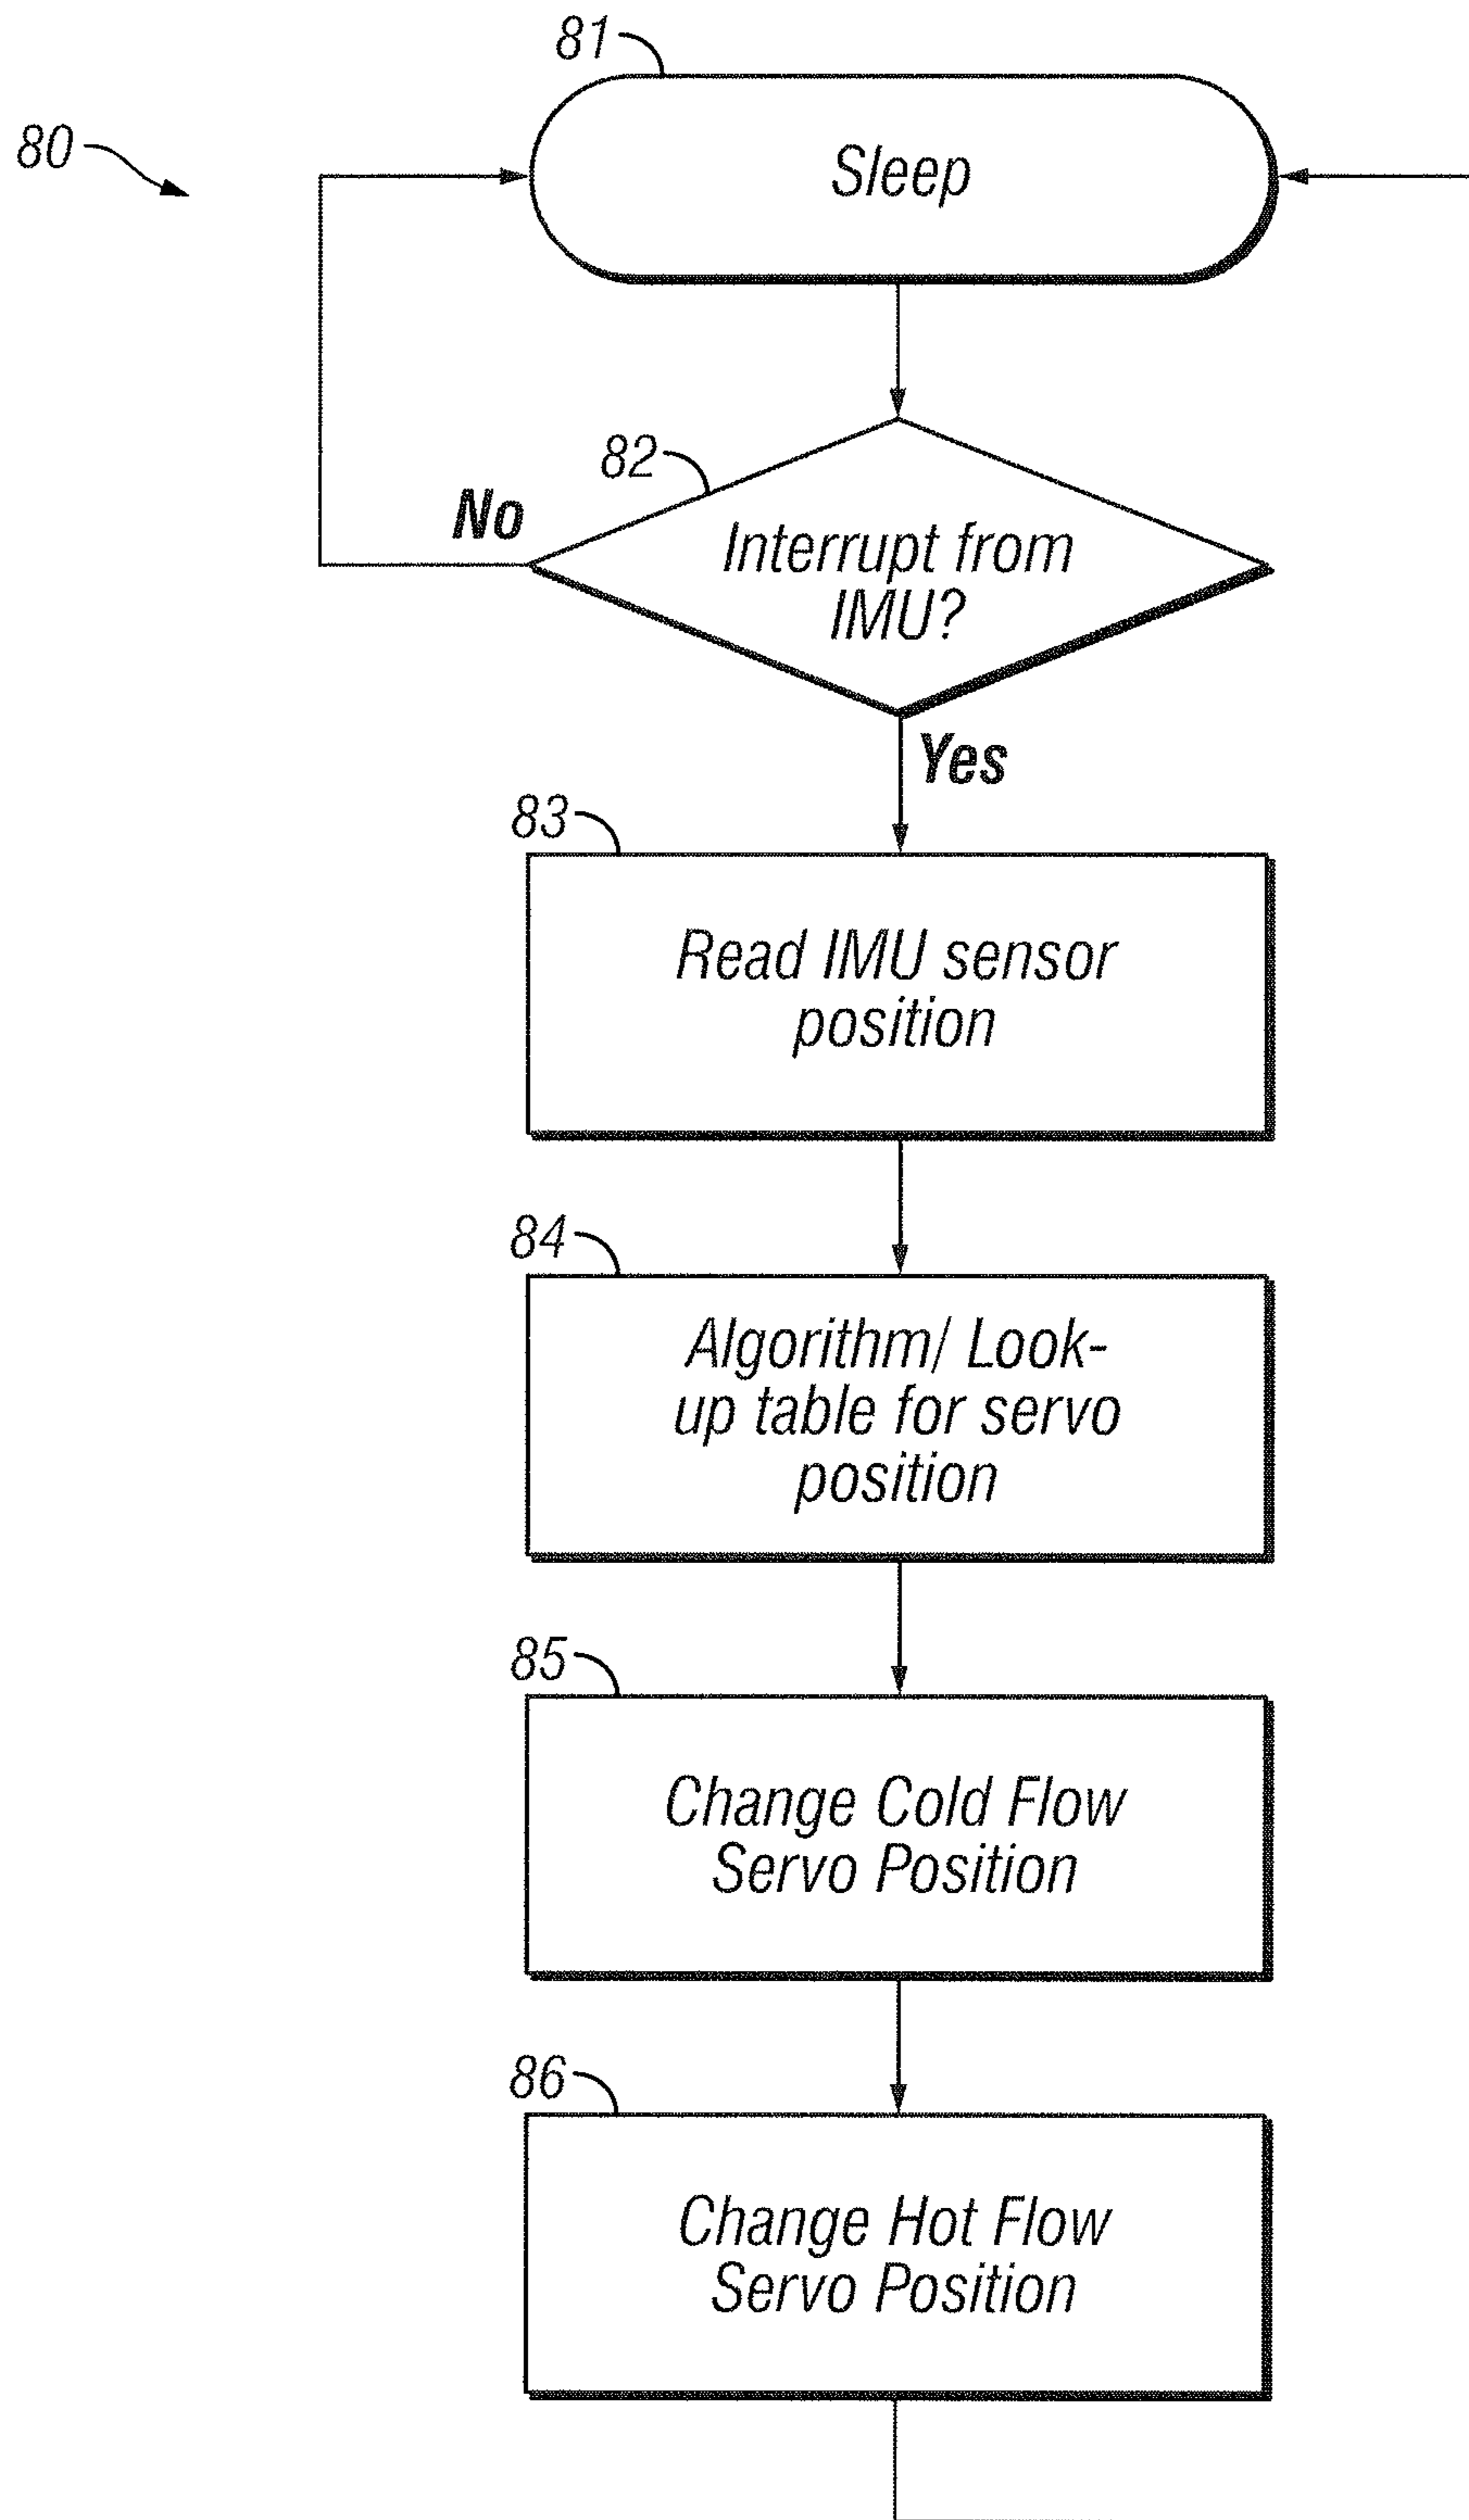 81
80
Sleep
82
No
Interrupt from
IMU?
Yes
83
Read IMU sensor
position
84
Algorithm/ Look-
up table for servo
position
85
Change Cold Flow
Servo Position
86
Change Hot Flow
Servo Position